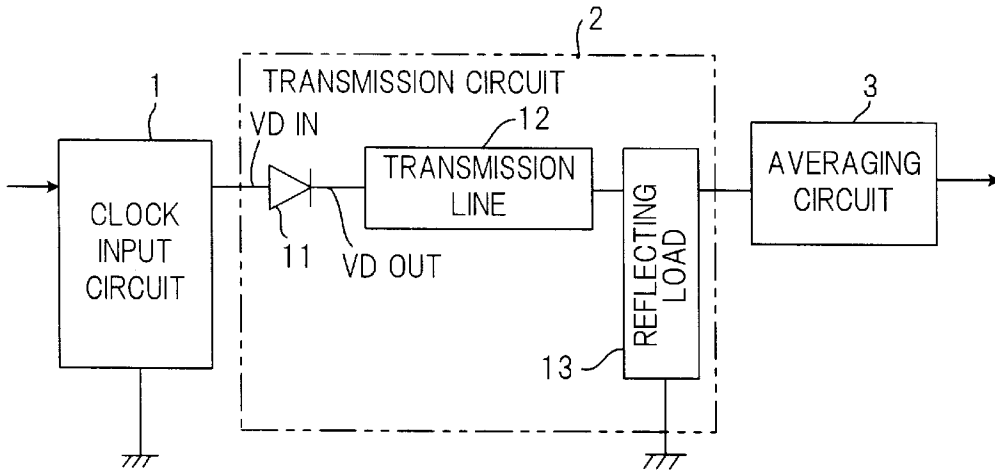 2
TRANSMISSION CIRCUIT
1
VD IN
12
3
CLOCK
INPUT
CIRCUIT
11
VD OUT
TRANSMISSION
LINE
REFLECTING
LOAD
13
AVERAGING
CIRCUIT